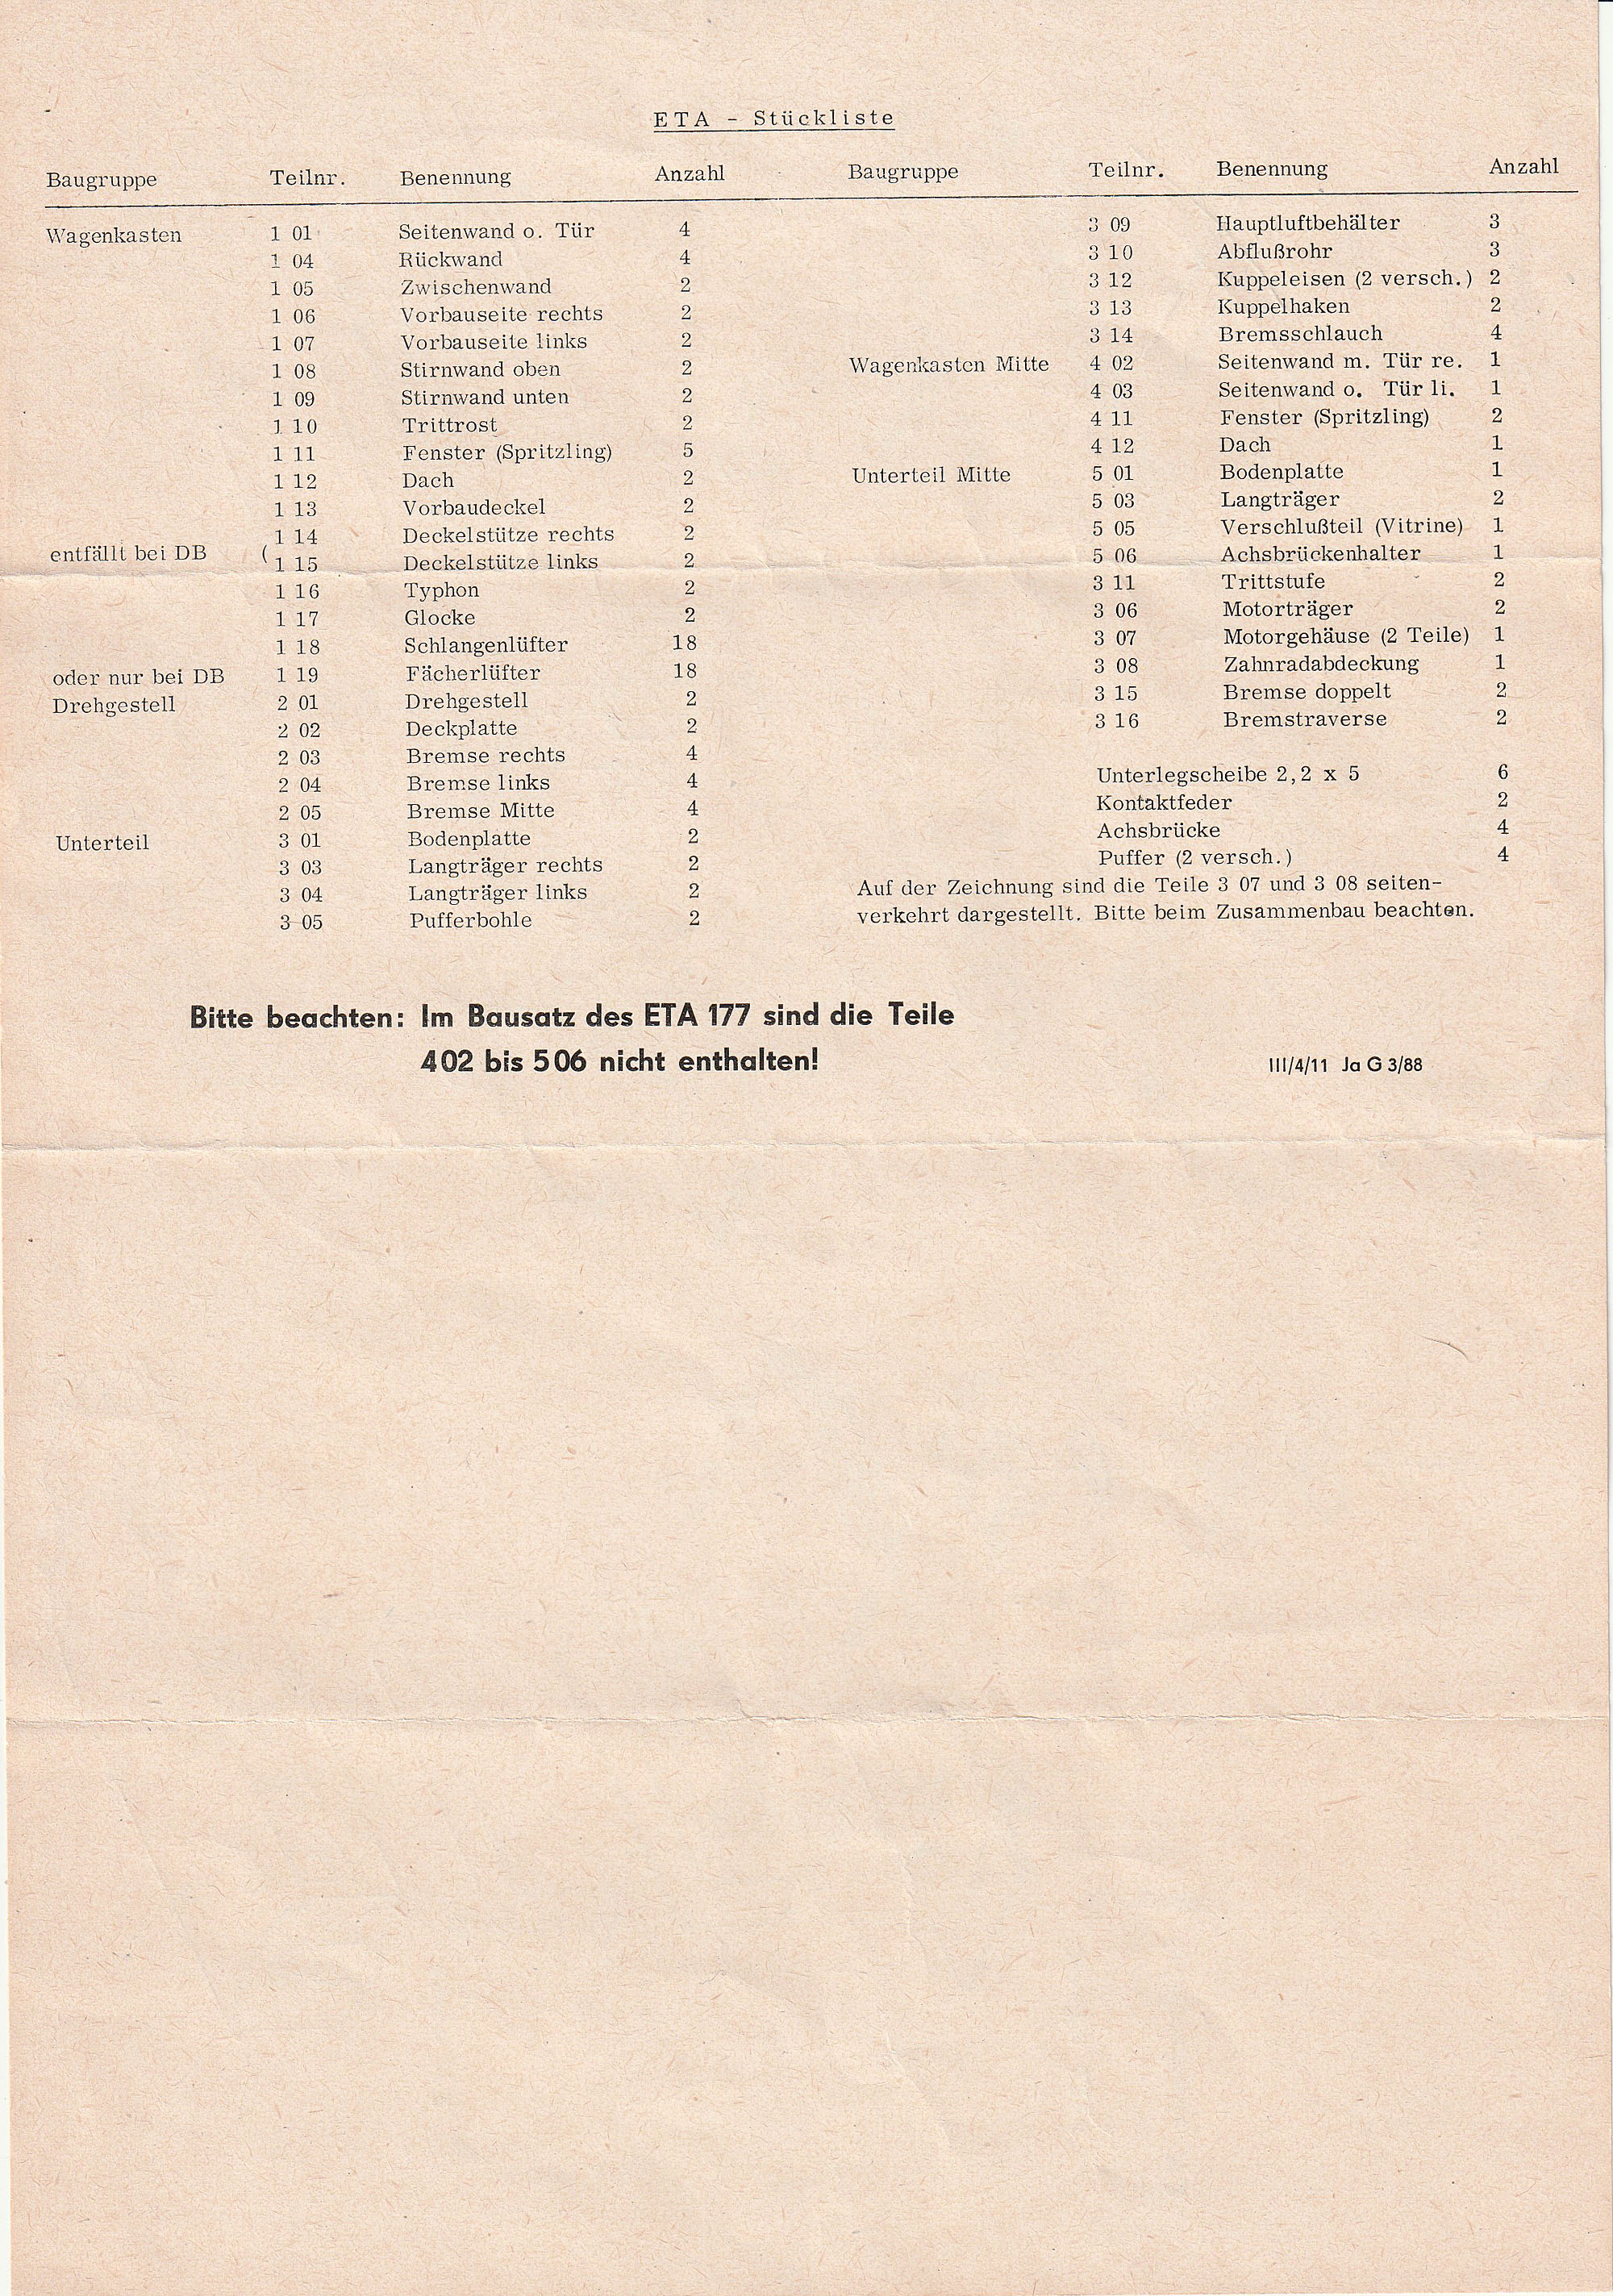 ETA - Stückliste
Baugruppe Teilnr. Benennung Anzahl
Wagenkasten 1 01 Seitenwand o. Tür 4
1 04 Rückwand 4
1 05 Zwischenwand 2
1 06 Vorbauseite rechts 2
1 07 Vorbauseite links 2
1 08 Stirnwand oben 2
1 09 Stirnwand unten 2
1 10 Trittrost 2
1 11 Fenster (Spritzling) 5
1 12 Dach 2
1 13 Vorbaudeckel 2
1 14 Deckelstütze rechts 2
entfällt bei DB ( 1 15 Deckelstütze links 2
1 16 Typhon 2
1 17 Glocke 2
1 18 Schlangenlüfter 18
oder nur bei DB 1 19 Fächerlüfter 18
Drehgestell 2 01 Drehgestell 2
2 02 Deckplatte 2
2 03 Bremse rechts 4
2 04 Bremse links 4
2 05 Bremse Mitte 4
Unterteil 3 01 Bodenplatte 2
3 03 Langträger rechts 2
3 04 Langträger links 2
3 05 Pufferbohle 2
Baugruppe Teilnr. Benennung Anzahl
3 09 Hauptluftbehälter 3
3 10 Abflußrohr 3
3 12 Kuppeleisen (2 versch.) 2
3 13 Kuppelhaken 2
3 14 Bremsschlauch 4
Wagenkasten Mitte 4 02 Seitenwand m. Tür re. 1
4 03 Seitenwand o. Tür li. 1
4 11 Fenster (Spritzling) 2
4 12 Dach 1
Unterteil Mitte 5 01 Bodenplatte 1
5 03 Langträger 2
5 05 Verschlußteil (Vitrine) 1
5 06 Achsbrückenhalter 1
3 11 Trittstufe 2
3 06 Motorträger 2
3 07 Motorgehäuse (2 Teile) 1
3 08 Zahnradabdeckung 1
3 15 Bremse doppelt 2
3 16 Bremstraverse 2
Unterlegscheibe 2,2 x 5 6
Kontaktfeder 2
Achsbrücke 4
Puffer (2 versch.) 4
Auf der Zeichnung sind die Teile 3 07 und 3 08 seiten-
verkehrt dargestellt. Bitte beim Zusammenbau beachten.
Bitte beachten: Im Bausatz des ETA 177 sind die Teile
402 bis 506 nicht enthalten!
III/4/11 Ja G 3/88